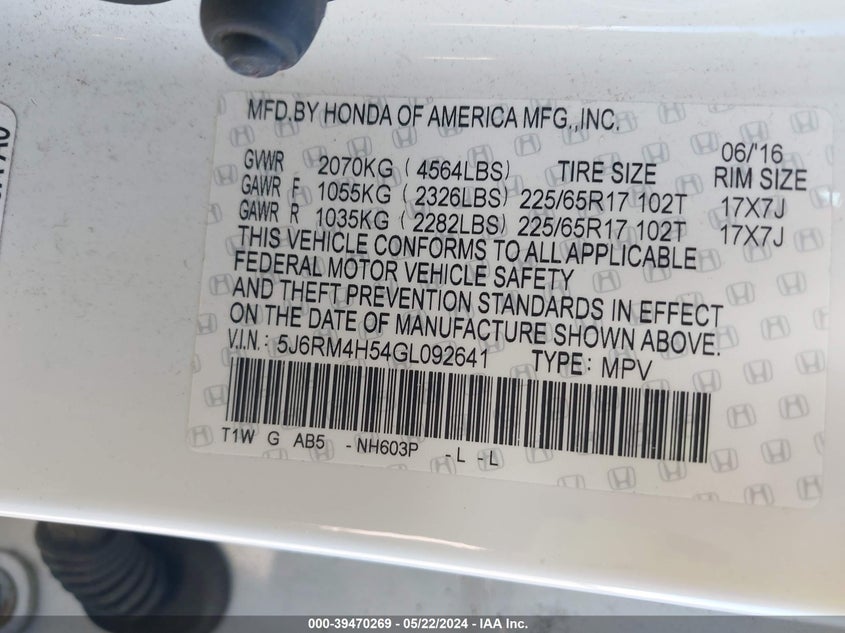 MFD.BY HONDA OF AMERICA MFG.,INC.
06/'16
GVWR 2070KG (4564LBS) TIRE SIZE RIM SIZE
GAWR F 1055KG (2326LBS) 225/65R17 102T 17X7J
GAWR R 1035KG (2282LBS) 225/65R17 102T 17X7J
THIS VEHICLE CONFORMS TO ALL APPLICABLE
FEDERAL MOTOR VEHICLE SAFETY
AND THEFT PREVENTION STANDARDS IN EFFECT
ON THE DATE OF MANUFACTURE SHOWN ABOVE.
V.I.N.: 5J6RM4H54GL092641 TYPE: MPV
T1W G AB5 -NH603P -L -L
000-39470269 - 05/22/2024 - IAA Inc.